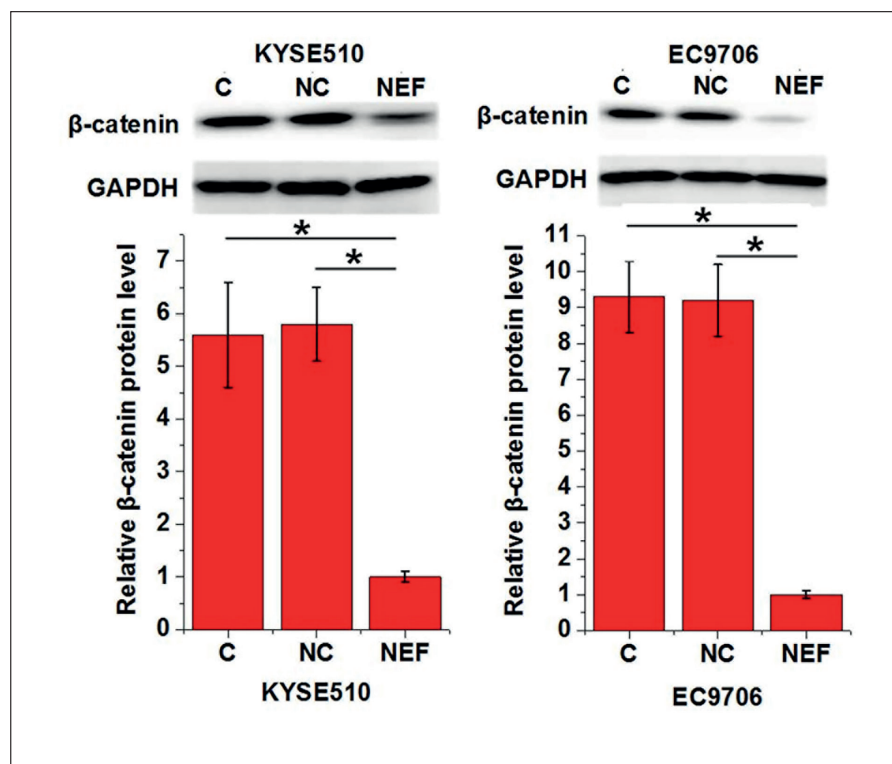 KYSE510
C NC NEF
β-catenin
GAPDH
*
*
Relative β-catenin protein level
7
6
5
4
3
2
1
0
C NC NEF
KYSE510
EC9706
C NC NEF
β-catenin
GAPDH
*
*
Relative β-catenin protein level
11
10
9
8
7
6
5
4
3
2
1
0
C NC NEF
EC9706